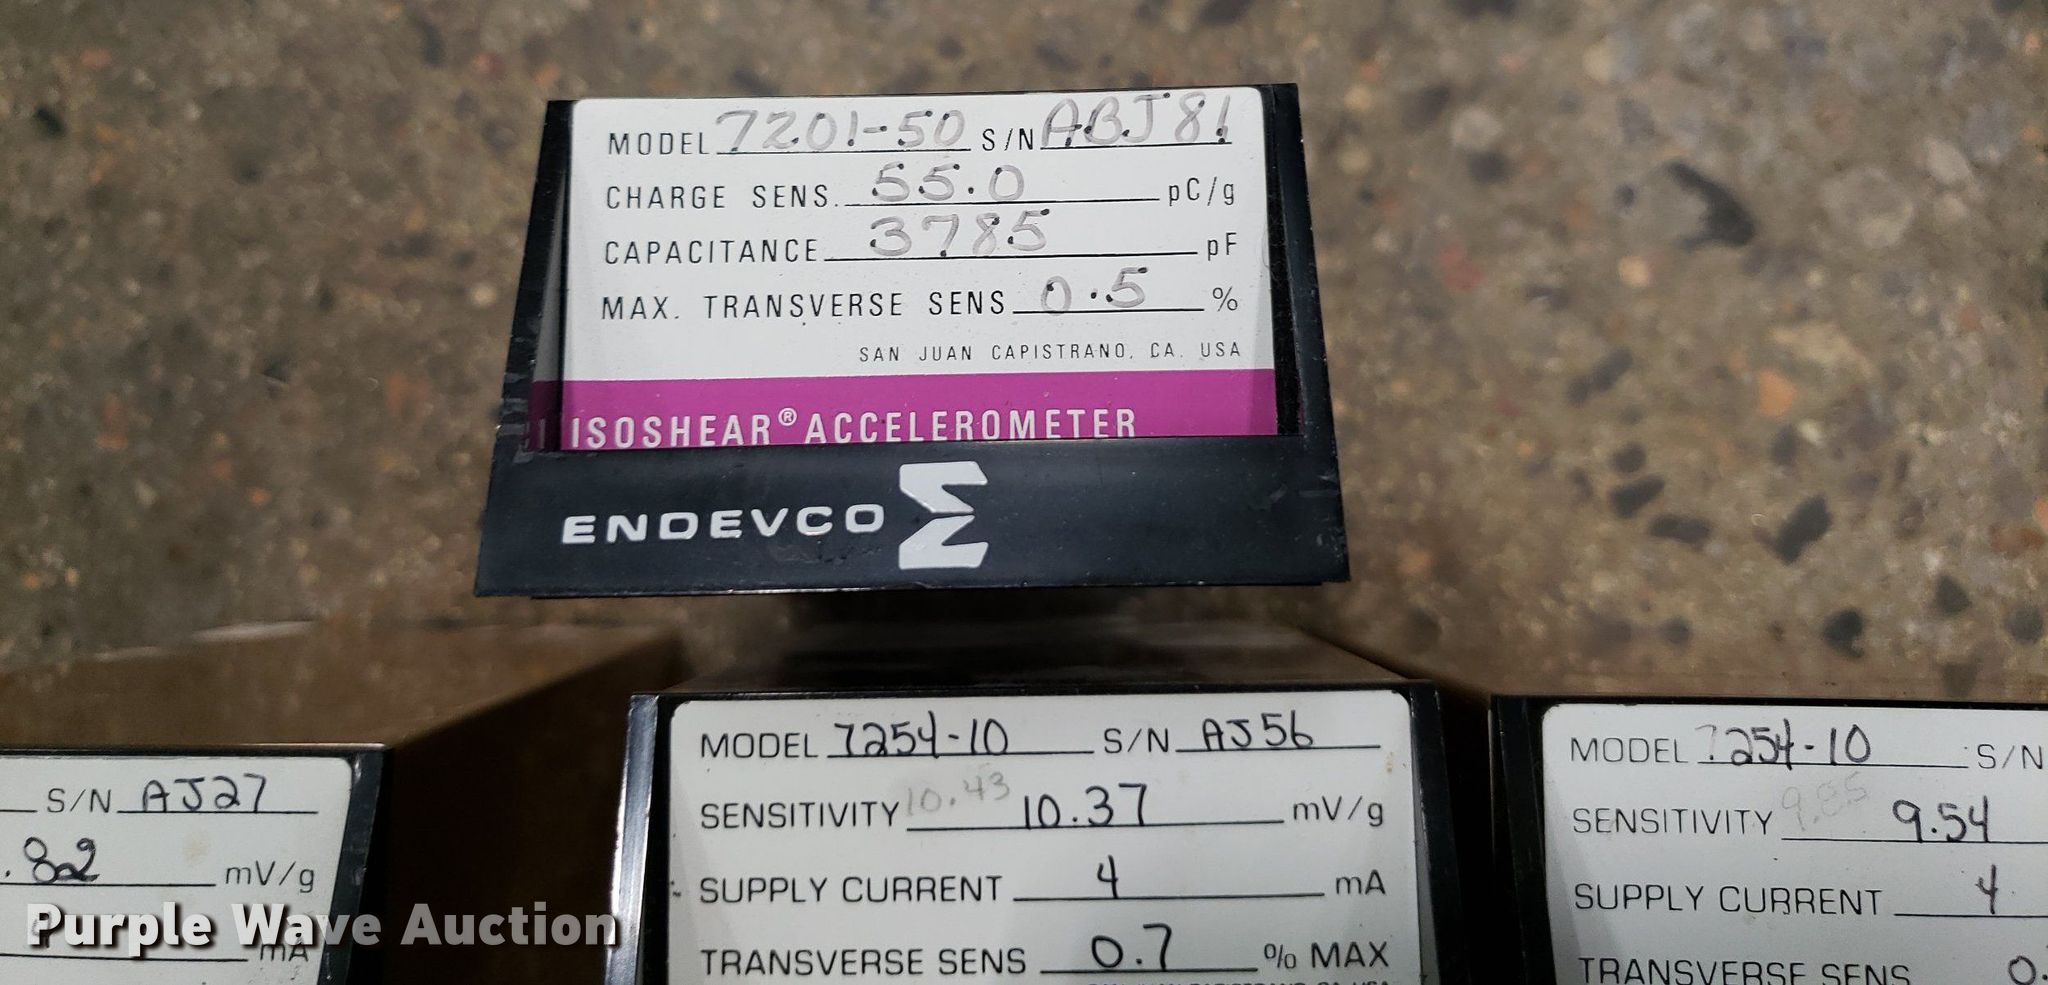 MODEL 7201-50 S/N ABJ81
CHARGE SENS. 55.0 pC/g
CAPACITANCE 3785 pF
MAX. TRANSVERSE SENS 0.5 %
SAN JUAN CAPISTRANO, CA. USA
ISOSHEAR® ACCELEROMETER
ENDEVCO
S/N AJ27
.82 mV/g
mA
MODEL 7254-10 S/N AJ56
SENSITIVITY 10.43 10.37 mV/g
SUPPLY CURRENT 4 mA
TRANSVERSE SENS 0.7 % MAX
MODEL 7254-10 S/N
SENSITIVITY 9.85 9.54
SUPPLY CURRENT 4
TRANSVERSE SENS 0.
Purple Wave Auction